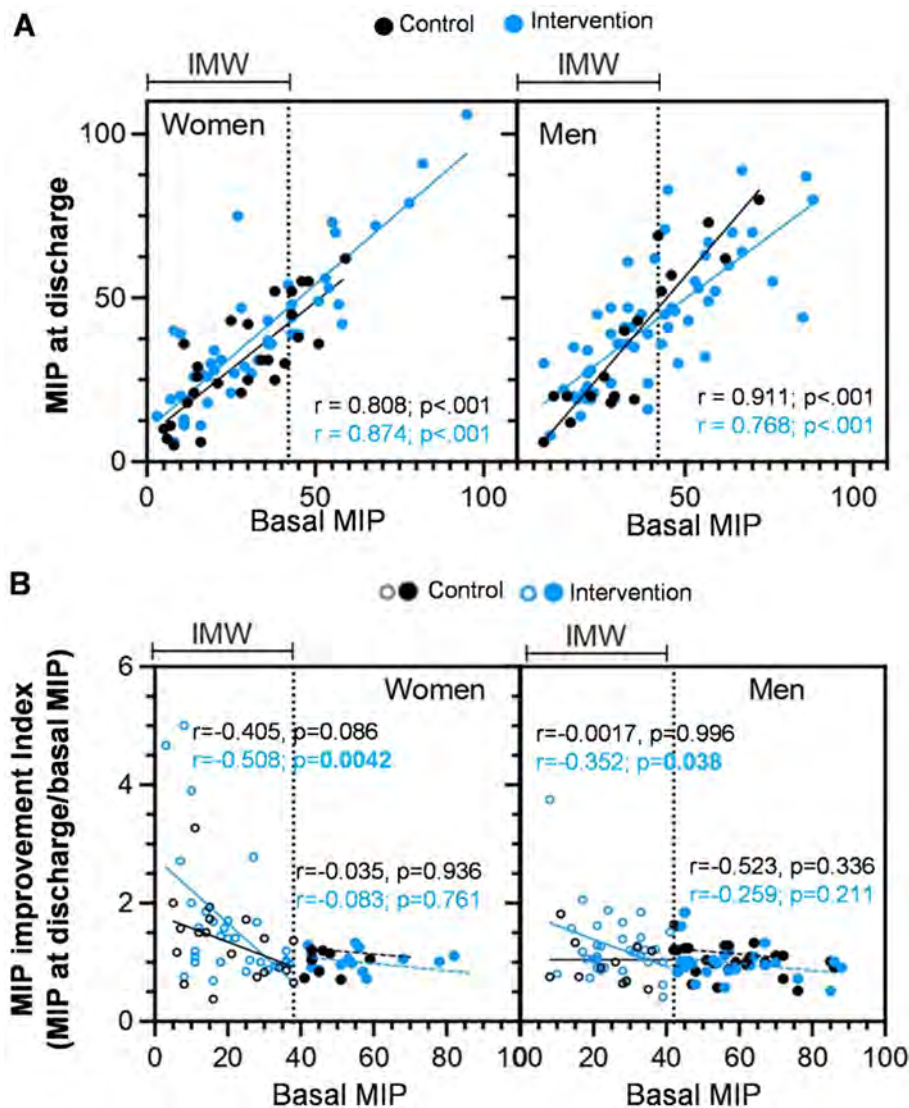 A
Control Intervention
IMW IMW
Women Men
MIP at discharge
100
50
0
r = 0.808; p<.001
r = 0.874; p<.001
r = 0.911; p<.001
r = 0.768; p<.001
0 50 100 50 100
Basal MIP Basal MIP
B
Control Intervention
IMW IMW
Women Men
MIP improvement Index
(MIP at discharge/basal MIP)
6
4
2
0
r=-0.405, p=0.086
r=-0.508; p=0.0042
r=-0.035, p=0.936
r=-0.083; p=0.761
r=-0.0017, p=0.996
r=-0.352; p=0.038
r=-0.523, p=0.336
r=-0.259; p=0.211
0 20 40 60 80 100 20 40 60 80 100
Basal MIP Basal MIP